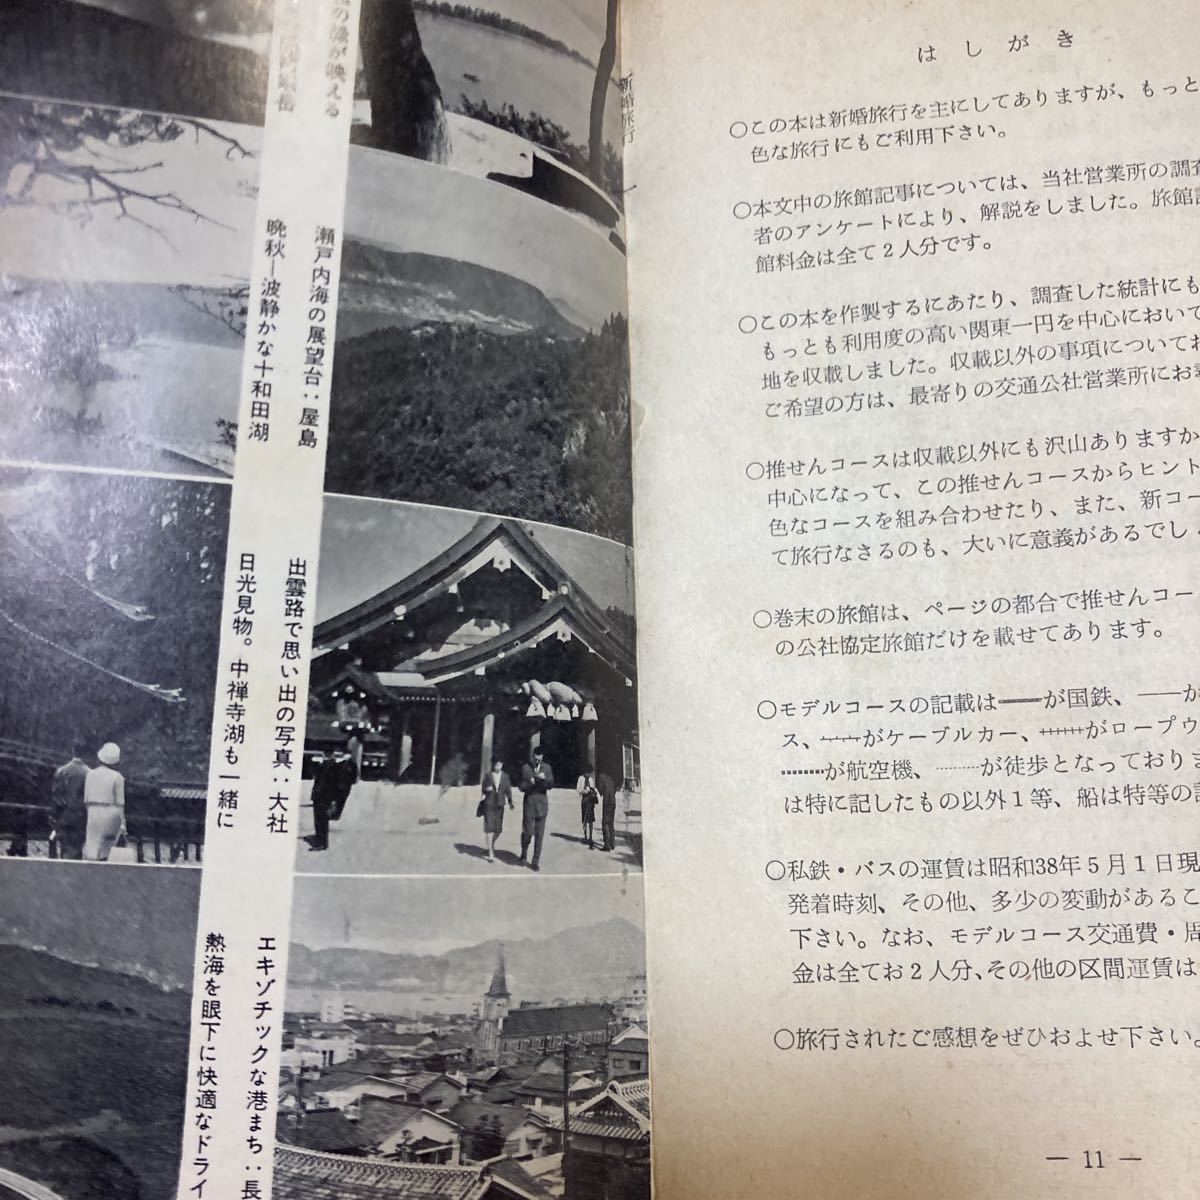 の縁が映える
瀬戸内海の展望台:屋島
晩秋―波静かな十和田湖
出雲路で思い出の写真:大社
日光見物。中禅寺湖も一緒に
エキゾチックな港まち:長
熱海を眼下に快適なドライ
新婚旅行
はしがき
○この本は新婚旅行を主にしてありますが、もっと
色な旅行にもご利用下さい。
○本文中の旅館記事については、当社営業所の調査
者のアンケートにより、解説をしました。旅館
館料金は全て2人分です。
○この本を作製するにあたり、調査した統計にも
もっとも利用度の高い関東一円を中心において
地を収載しました。収載以外の事項についてお
ご希望の方は、最寄りの交通公社営業所にお
○推せんコースは収載以外にも沢山ありますか
中心になって、この推せんコースからヒント
色なコースを組み合わせたり、また、新コー
て旅行なさるのも、大いに意義があるでし
○巻末の旅館は、ページの都合で推せんコー
の公社協定旅館だけを載せてあります。
○モデルコースの記載は━━が国鉄、――が
ス、がケーブルカー、がロープウ
が航空機、………が徒歩となっており
は特に記したもの以外1等、船は特等の
○私鉄・バスの運賃は昭和38年5月1日現
発着時刻、その他、多少の変動があるこ
下さい。なお、モデルコース交通費・周
金は全てお2人分、その他の区間運賃は
○旅行されたご感想をぜひおよせ下さい。
― 11 ―